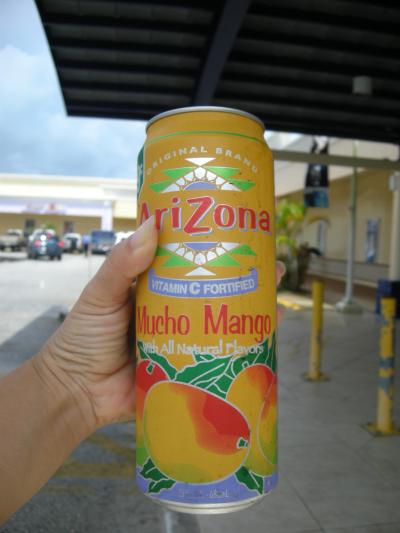 ORIGINAL BRAND
AriZona
VITAMIN C FORTIFIED
Mucho Mango
With All Natural Flavors